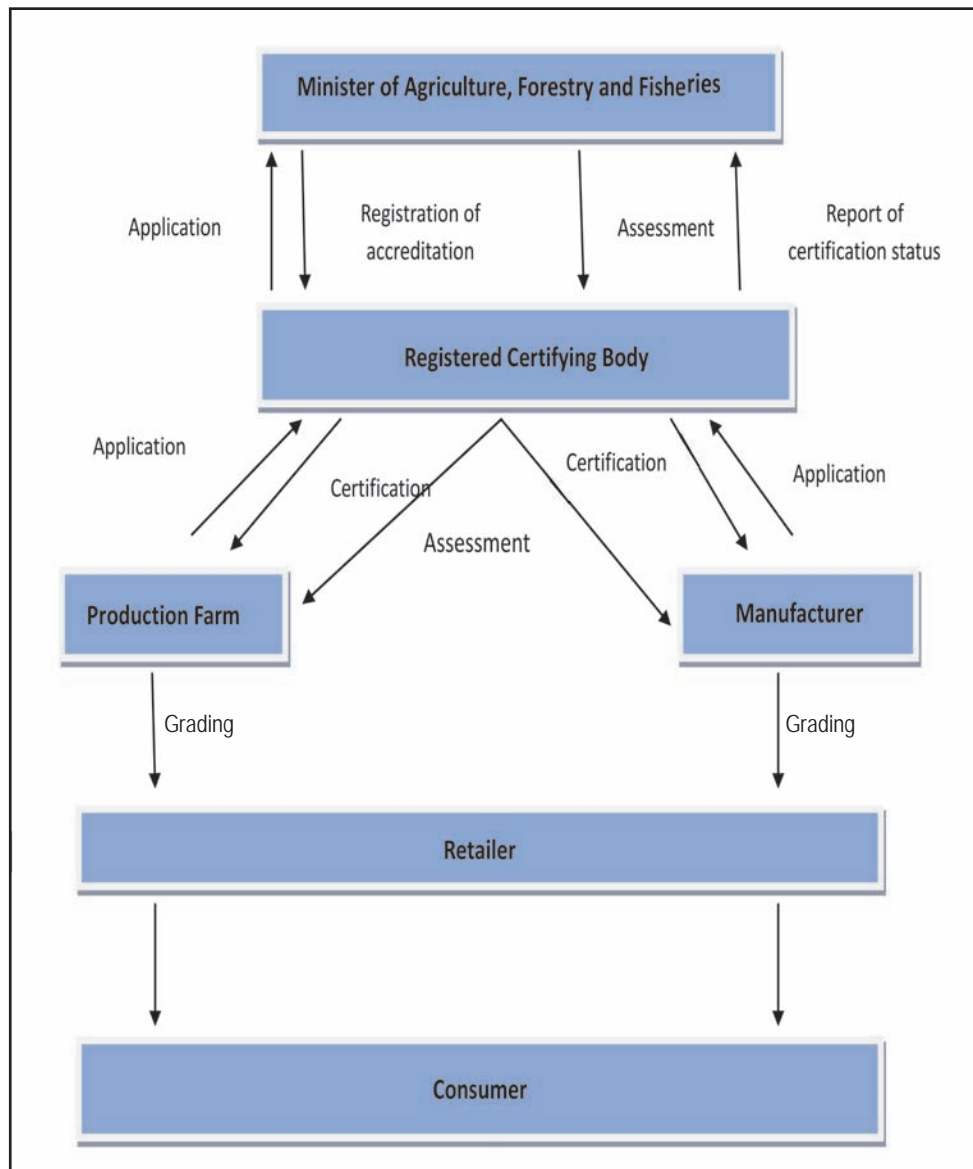 Minister of Agriculture, Forestry and Fisheries
Application
Registration of
accreditation
Assessment
Report of
certification status
Registered Certifying Body
Application
Certification
Assessment
Certification
Application
Production Farm
Manufacturer
Grading
Grading
Retailer
Consumer